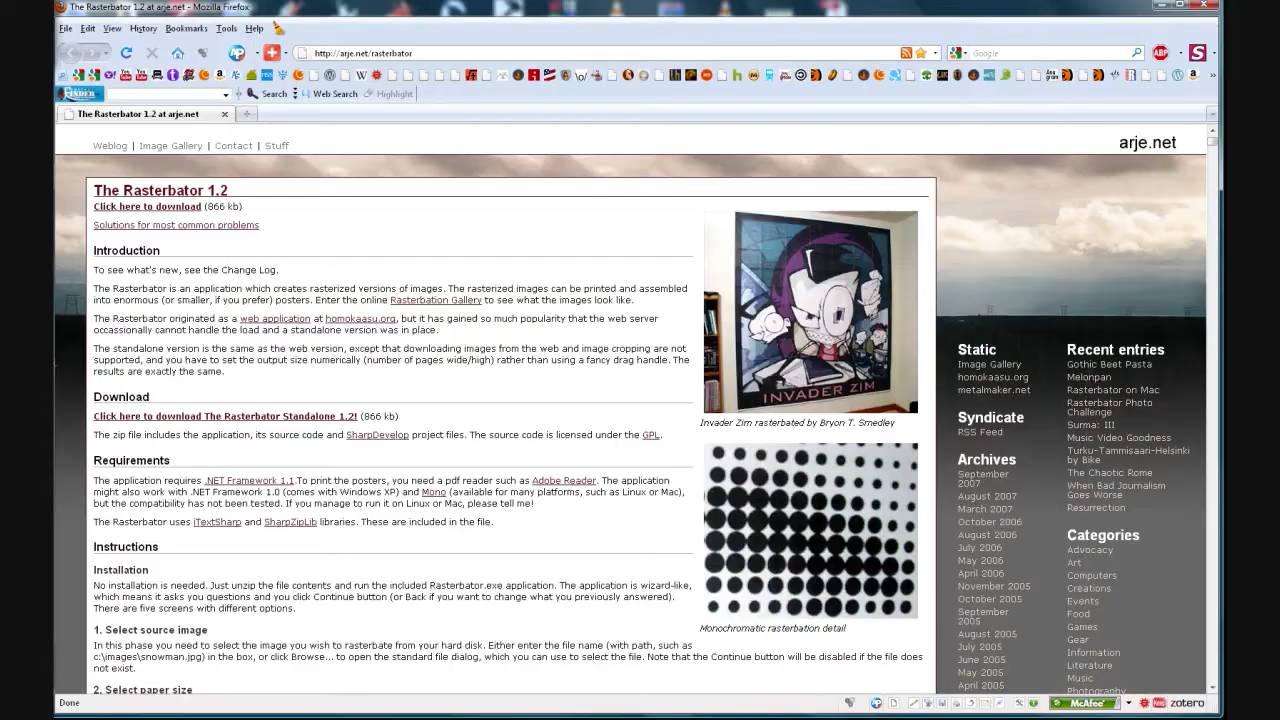 The Rasterbator 1.2 at arje.net - Mozilla Firefox
File Edit View History Bookmarks Tools Help
http://arje.net/rasterbator
Google
ABP
Search Web Search Highlight
The Rasterbator 1.2 at arje.net
Weblog | Image Gallery | Contact | Stuff
arje.net
The Rasterbator 1.2
Click here to download (866 kb)
Solutions for most common problems
Introduction
To see what's new, see the Change Log.
The Rasterbator is an application which creates rasterized versions of images. The rasterized images can be printed and assembled
into enormous (or smaller, if you prefer) posters. Enter the online Rasterbation Gallery to see what the images look like.
The Rasterbator originated as a web application at homokaasu.org, but it has gained so much popularity that the web server
occassionally cannot handle the load and a standalone version was in place.
The standalone version is the same as the web version, except that downloading images from the web and image cropping are not
supported, and you have to set the output size numerically (number of pages wide/high) rather than using a fancy drag handle. The
results are exactly the same.
Download
Click here to download The Rasterbator Standalone 1.2! (866 kb)
The zip file includes the application, its source code and SharpDevelop project files. The source code is licensed under the GPL.
Requirements
The application requires .NET Framework 1.1.To print the posters, you need a pdf reader such as Adobe Reader. The application
might also work with .NET Framework 1.0 (comes with Windows XP) and Mono (available for many platforms, such as Linux or Mac),
but the compatibility has not been tested. If you manage to run it on Linux or Mac, please tell me!
The Rasterbator uses iTextSharp and SharpZipLib libraries. These are included in the file.
Instructions
Installation
No installation is needed. Just unzip the file contents and run the included Rasterbator.exe application. The application is wizard-like,
which means it asks you questions and you click Continue button (or Back if you want to change what you previously answered).
There are five screens with different options.
1. Select source image
In this phase you need to select the image you wish to rasterbate from your hard disk. Either enter the file name (with path, such as
c:\images\snowman.jpg) in the box, or click Browse... to open the standard file dialog, which you can use to select the file. Note that the Continue button will be disabled if the file does
not exist.
2. Select paper size
INVADER ZIM
Invader Zim rasterbated by Bryon T. Smedley
Monochromatic rasterbation detail
Static
Image Gallery
homokaasu.org
metalmaker.net
Syndicate
RSS Feed
Archives
September
2007
August 2007
March 2007
October 2006
August 2006
July 2006
May 2006
April 2006
November 2005
October 2005
September
2005
August 2005
July 2005
June 2005
May 2005
April 2005
Recent entries
Gothic Beet Pasta
Melonpan
Rasterbator on Mac
Rasterbator Photo
Challenge
Surma: III
Music Video Goodness
Turku-Tammisaari-Helsinki
by Bike
The Chaotic Rome
When Bad Journalism
Goes Worse
Resurrection
Categories
Advocacy
Art
Computers
Creations
Events
Food
Games
Gear
Information
Literature
Music
Photography
Done
McAfee
zotero